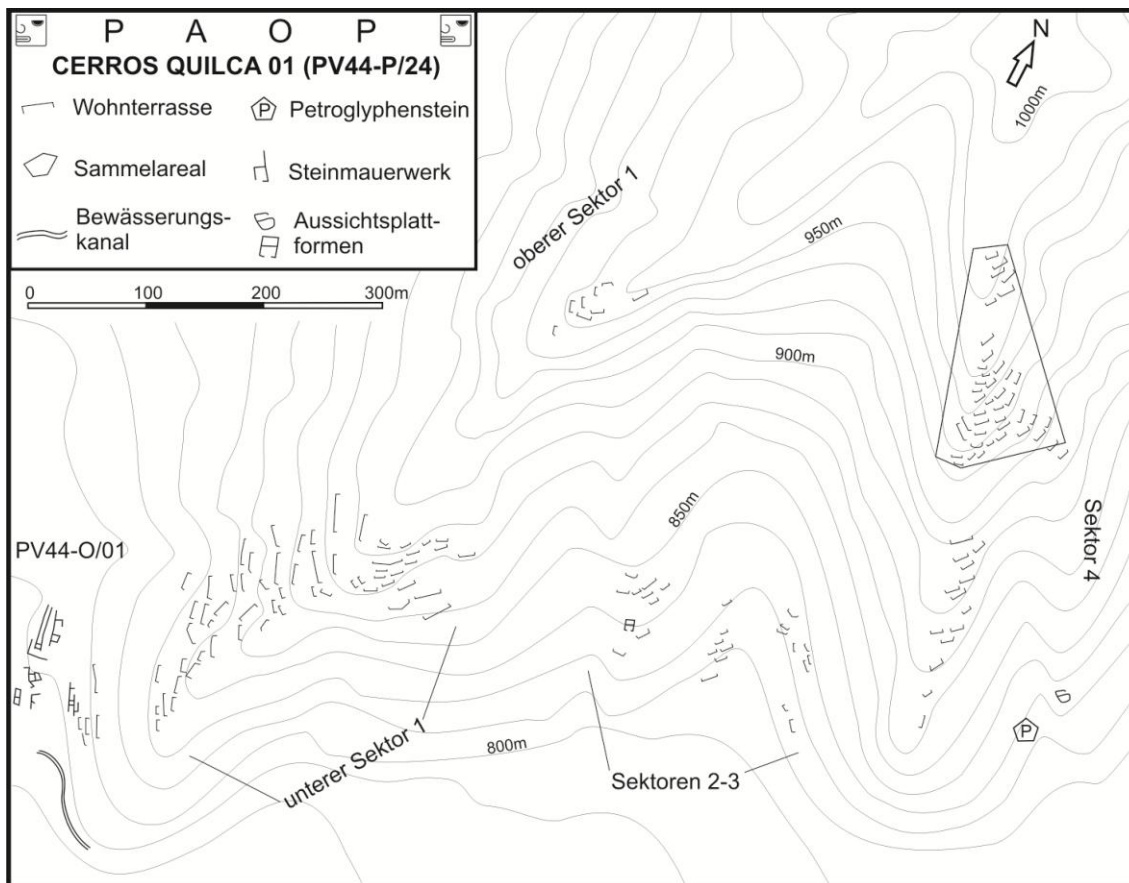 P A O P
CERROS QUILCA 01 (PV44-P/24)
Wohnterrasse
P Petroglyphenstein
Sammelareal
Steinmauerwerk
Bewässerungs-
kanal
Aussichtsplatt-
formen
0 100 200 300m
N
1000m
oberer Sektor 1
950m
900m
850m
Sektor 4
PV44-O/01
P
800m
unterer Sektor 1
Sektoren 2-3